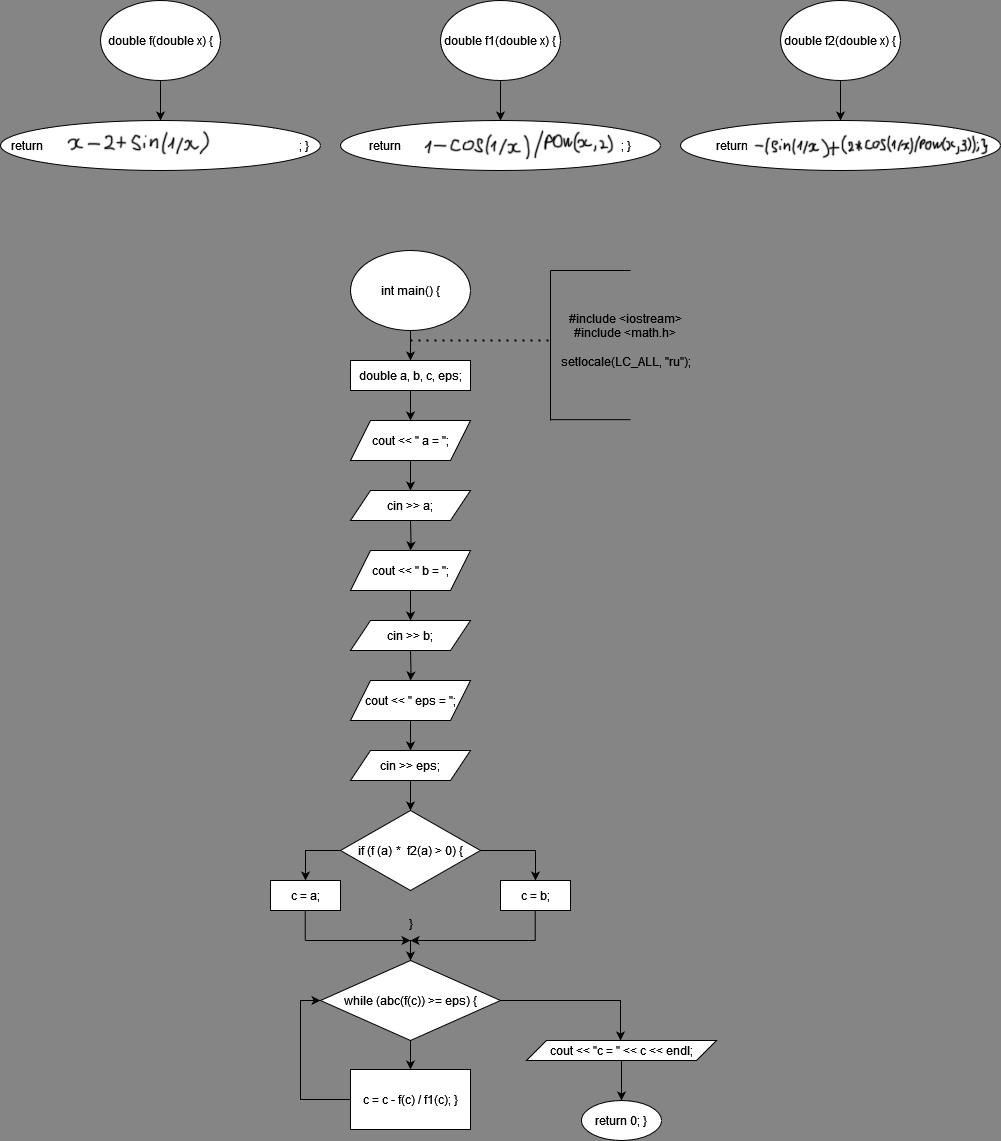 double f(double x) {
double f1(double x) {
double f2(double x) {
return x-2+sin(1/x) ; }
return 1-cos(1/x)/pow(x,2) ; }
return -(sin(1/x)+(2*cos(1/x)/pow(x,3));}
int main() {
#include <iostream>
#include <math.h>
setlocale(LC_ALL, "ru");
double a, b, c, eps;
cout << " a = ";
cin >> a;
cout << " b = ";
cin >> b;
cout << " eps = ";
cin >> eps;
if (f (a) * f2(a) > 0) {
c = a;
c = b;
}
while (abc(f(c)) >= eps) {
c = c - f(c) / f1(c); }
cout << "c = " << c << endl;
return 0; }